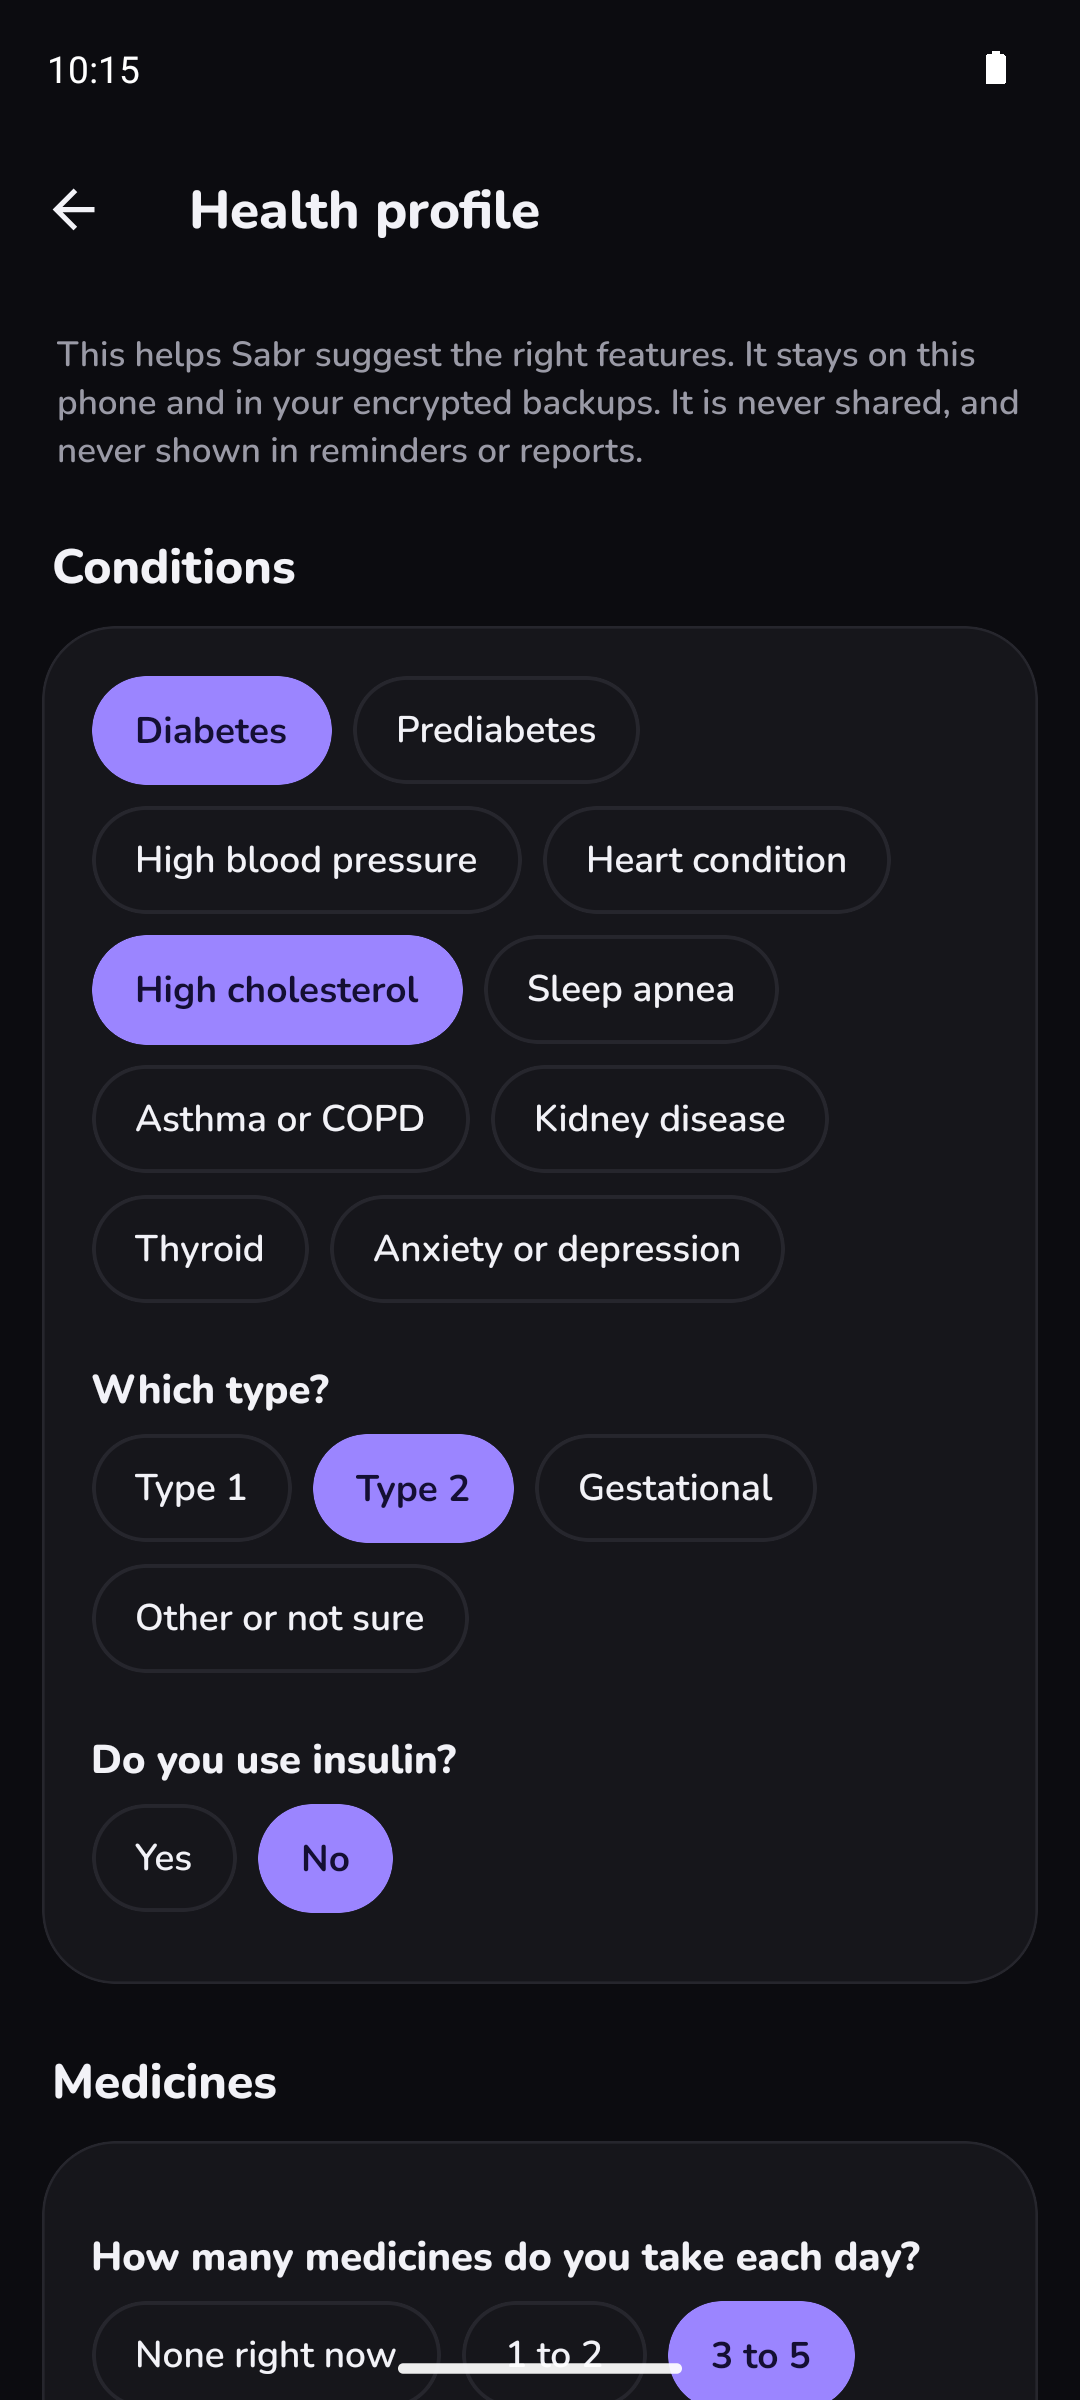 10:15
Health profile
This helps Sabr suggest the right features. It stays on this
phone and in your encrypted backups. It is never shared, and
never shown in reminders or reports.
Conditions
Diabetes Prediabetes
High blood pressure Heart condition
High cholesterol Sleep apnea
Asthma or COPD Kidney disease
Thyroid Anxiety or depression
Which type?
Type 1 Type 2 Gestational
Other or not sure
Do you use insulin?
Yes No
Medicines
How many medicines do you take each day?
None right now 1 to 2 3 to 5